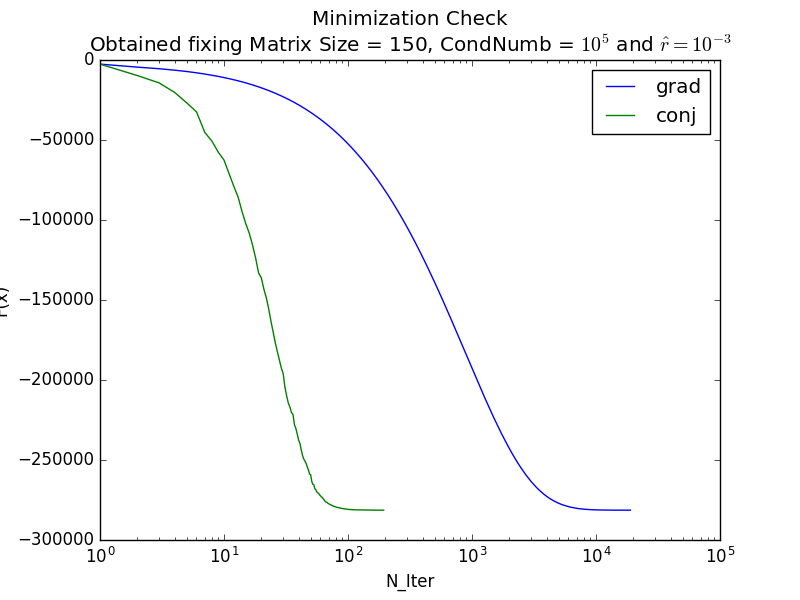 Minimization Check
Obtained fixing Matrix Size = 150, CondNumb = 10^5 and r̂ = 10^−3
grad
conj
0
−50000
−100000
−150000
−200000
−250000
−300000
F(x)
10^0 10^1 10^2 10^3 10^4 10^5
N_Iter